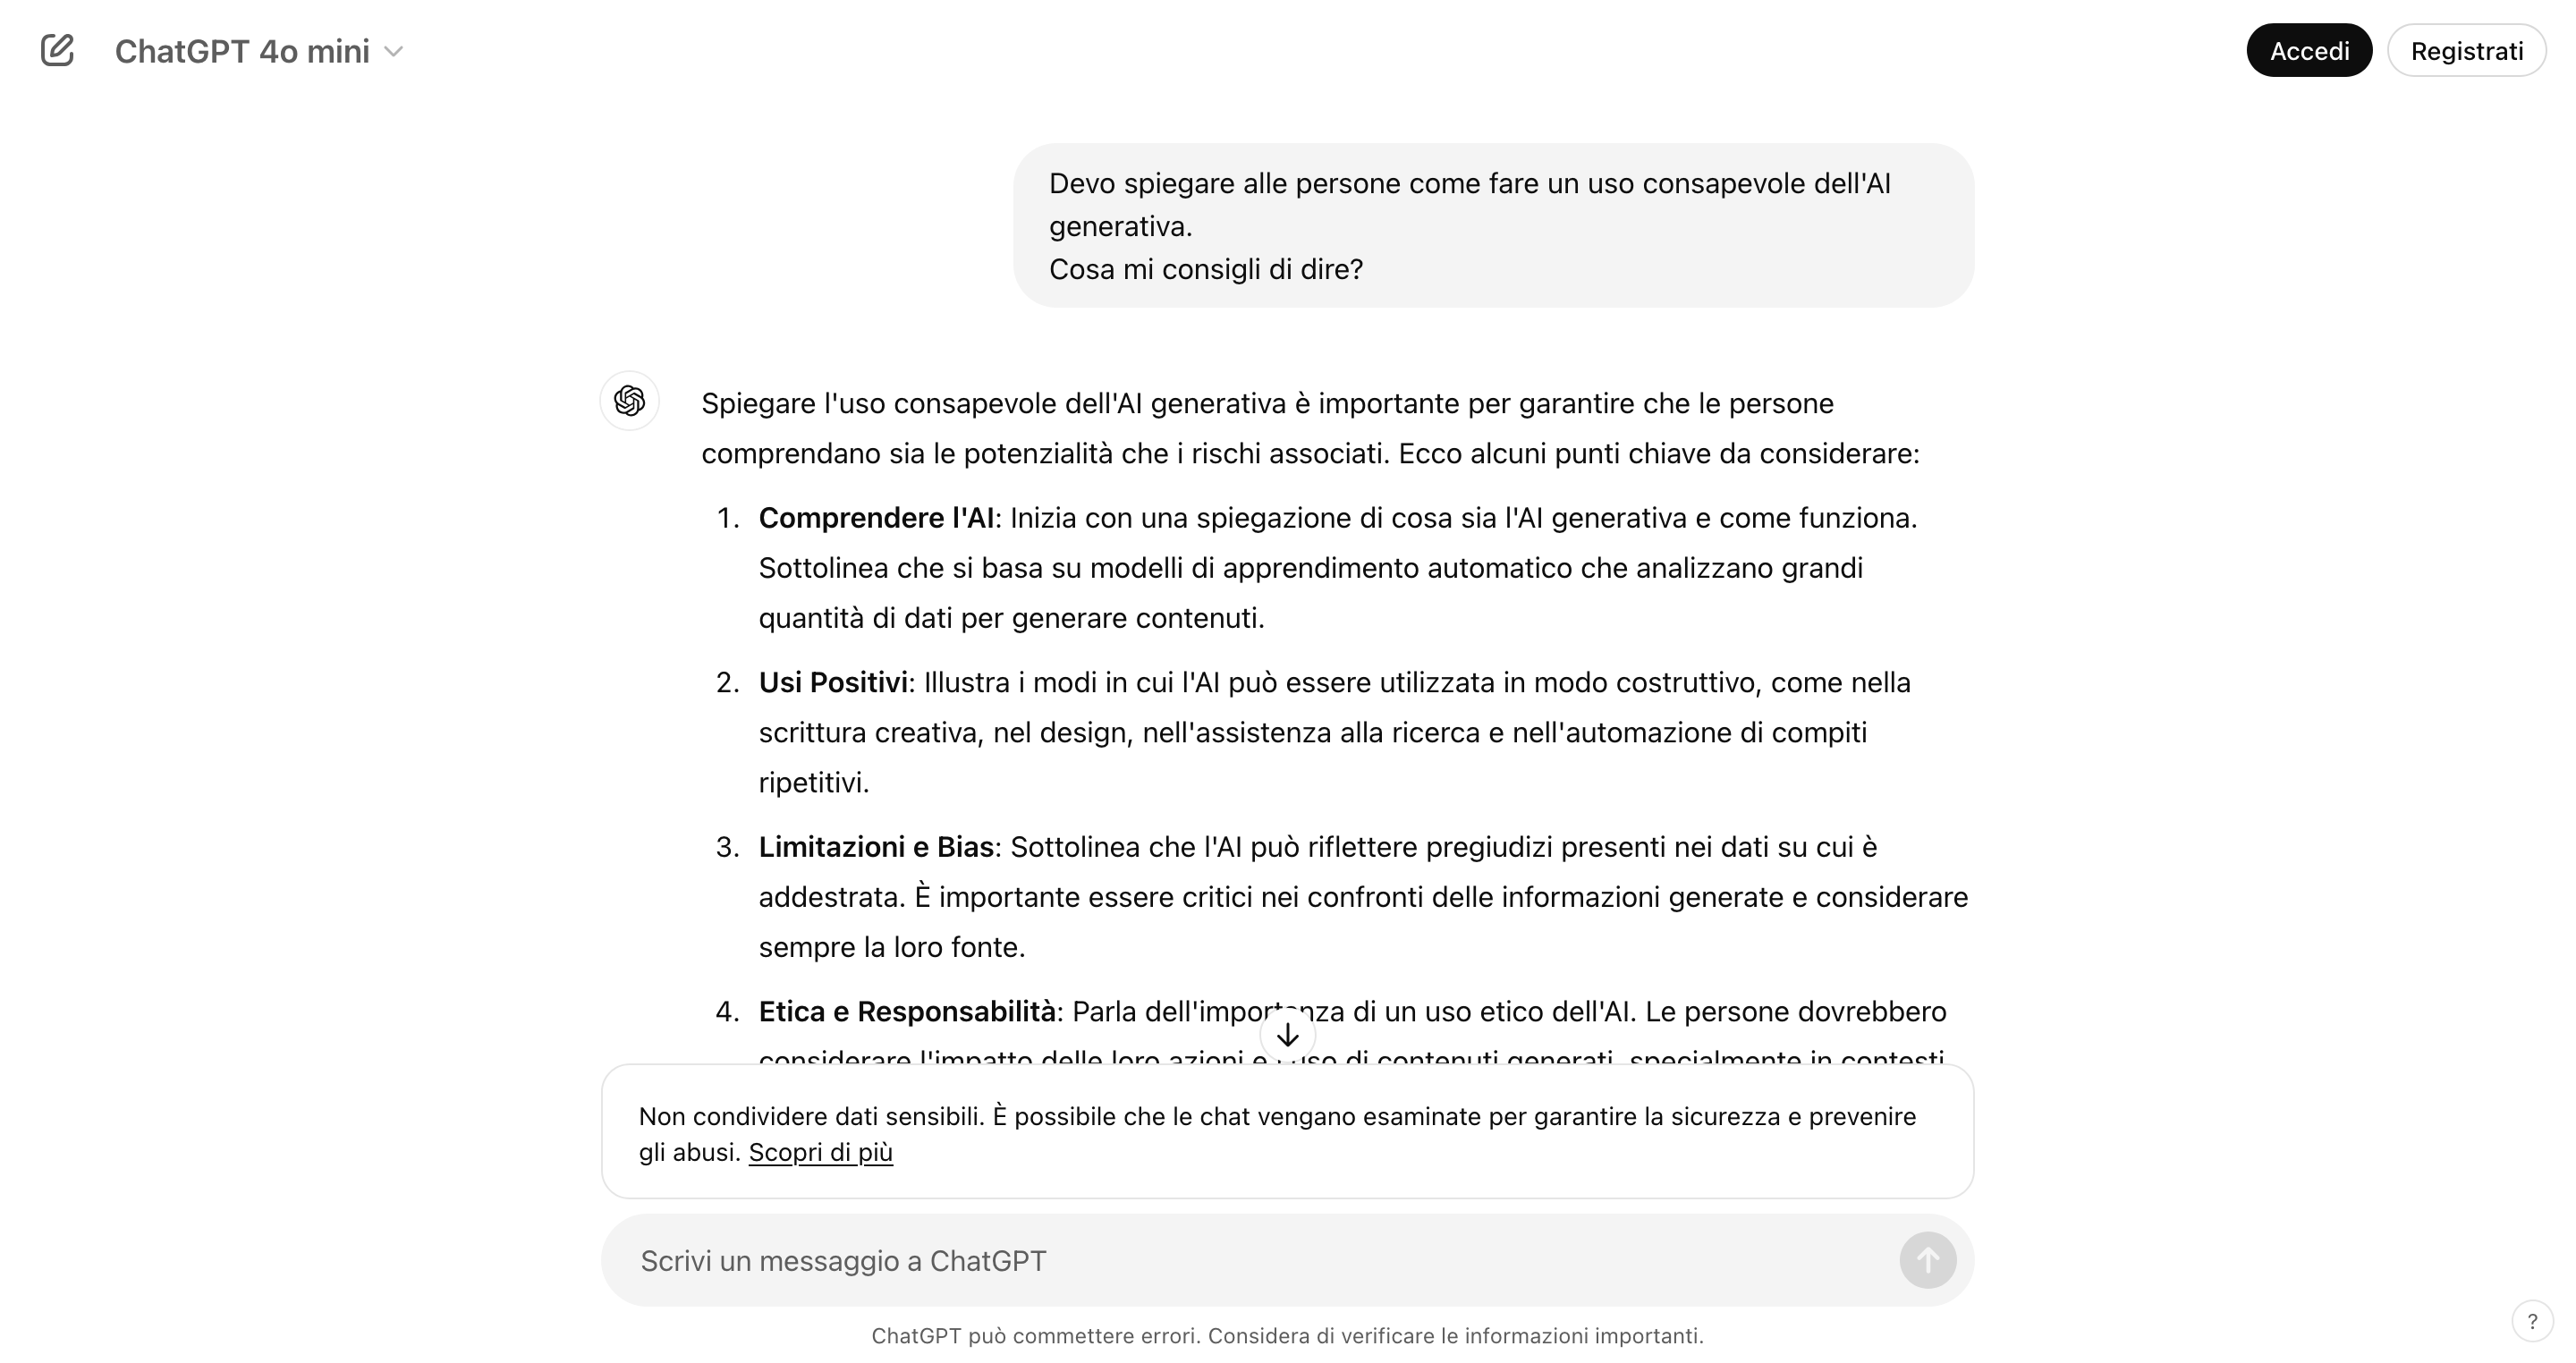 ChatGPT 4o mini
Accedi
Registrati
Devo spiegare alle persone come fare un uso consapevole dell'AI
generativa.
Cosa mi consigli di dire?
Spiegare l'uso consapevole dell'AI generativa è importante per garantire che le persone
comprendano sia le potenzialità che i rischi associati. Ecco alcuni punti chiave da considerare:
1. Comprendere l'AI: Inizia con una spiegazione di cosa sia l'AI generativa e come funziona.
Sottolinea che si basa su modelli di apprendimento automatico che analizzano grandi
quantità di dati per generare contenuti.
2. Usi Positivi: Illustra i modi in cui l'AI può essere utilizzata in modo costruttivo, come nella
scrittura creativa, nel design, nell'assistenza alla ricerca e nell'automazione di compiti
ripetitivi.
3. Limitazioni e Bias: Sottolinea che l'AI può riflettere pregiudizi presenti nei dati su cui è
addestrata. È importante essere critici nei confronti delle informazioni generate e considerare
sempre la loro fonte.
4. Etica e Responsabilità: Parla dell'importanza di un uso etico dell'AI. Le persone dovrebbero
considerare l'impatto delle loro azioni e l'uso di contenuti generati, specialmente in contesti
Non condividere dati sensibili. È possibile che le chat vengano esaminate per garantire la sicurezza e prevenire
gli abusi. Scopri di più
Scrivi un messaggio a ChatGPT
ChatGPT può commettere errori. Considera di verificare le informazioni importanti.
?